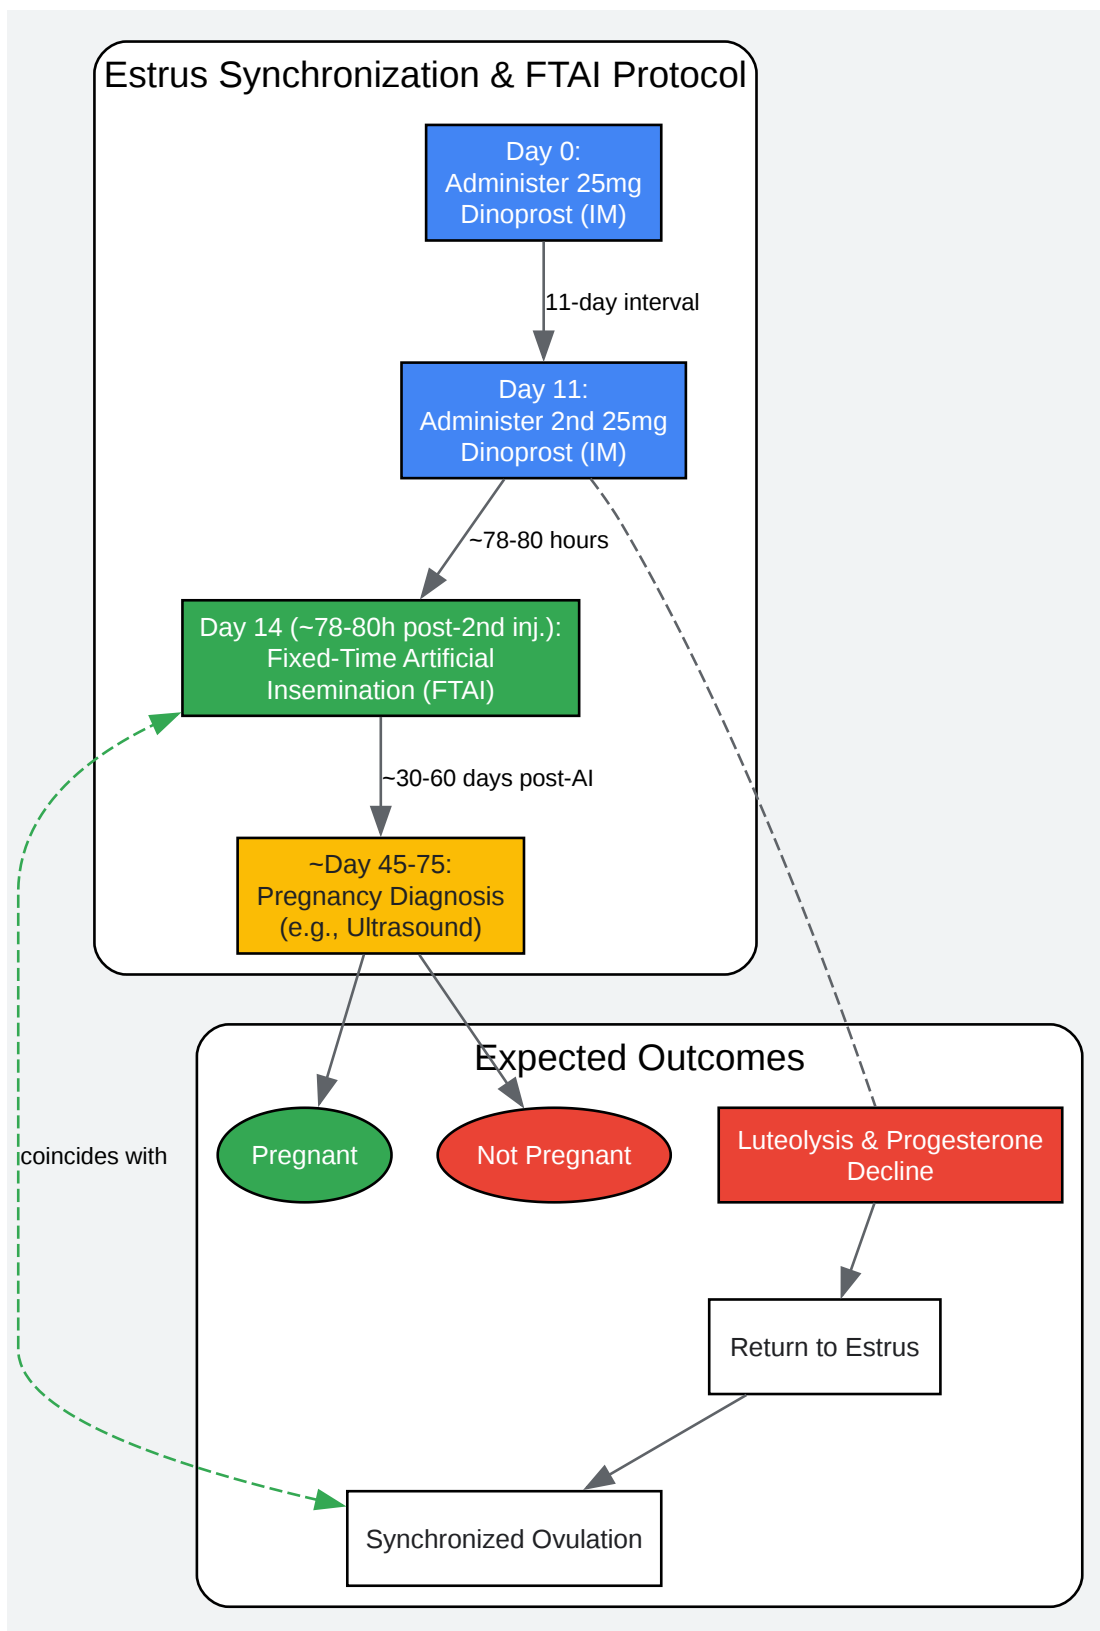 Estrus Synchronization & FTAI Protocol
Day 0:
Administer 25mg
Dinoprost (IM)
11-day interval
Day 11:
Administer 2nd 25mg
Dinoprost (IM)
~78-80 hours
Day 14 (~78-80h post-2nd inj.):
Fixed-Time Artificial
Insemination (FTAI)
~30-60 days post-AI
~Day 45-75:
Pregnancy Diagnosis
(e.g., Ultrasound)
Expected Outcomes
coincides with
Pregnant
Not Pregnant
Luteolysis & Progesterone
Decline
Return to Estrus
Synchronized Ovulation